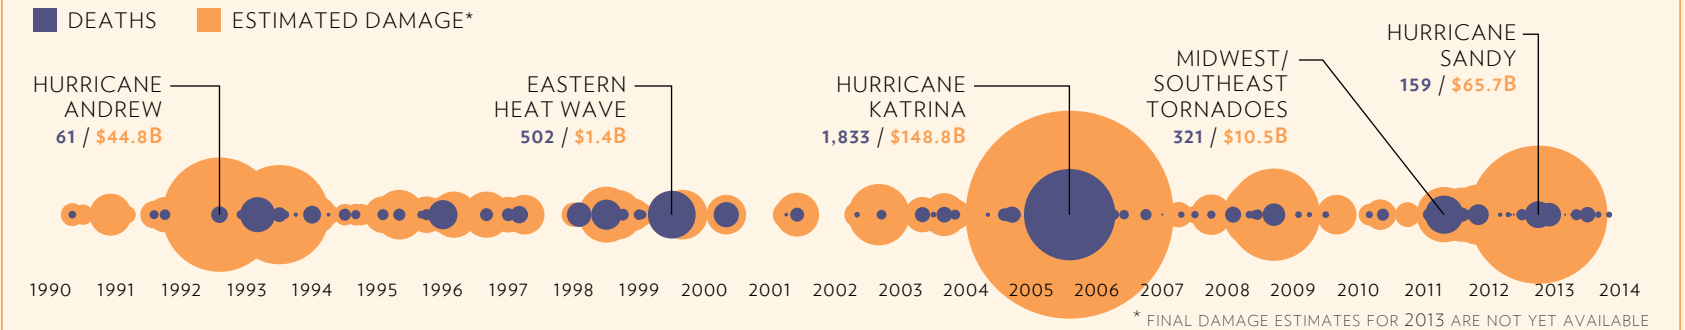 DEATHS
ESTIMATED DAMAGE*
HURRICANE
ANDREW
61 / $44.8B
EASTERN
HEAT WAVE
502 / $1.4B
HURRICANE
KATRINA
1,833 / $148.8B
MIDWEST/
SOUTHEAST
TORNADOES
321 / $10.5B
HURRICANE
SANDY
159 / $65.7B
1990 1991 1992 1993 1994 1995 1996 1997 1998 1999 2000 2001 2002 2003 2004 2005 2006 2007 2008 2009 2010 2011 2012 2013 2014
* FINAL DAMAGE ESTIMATES FOR 2013 ARE NOT YET AVAILABLE